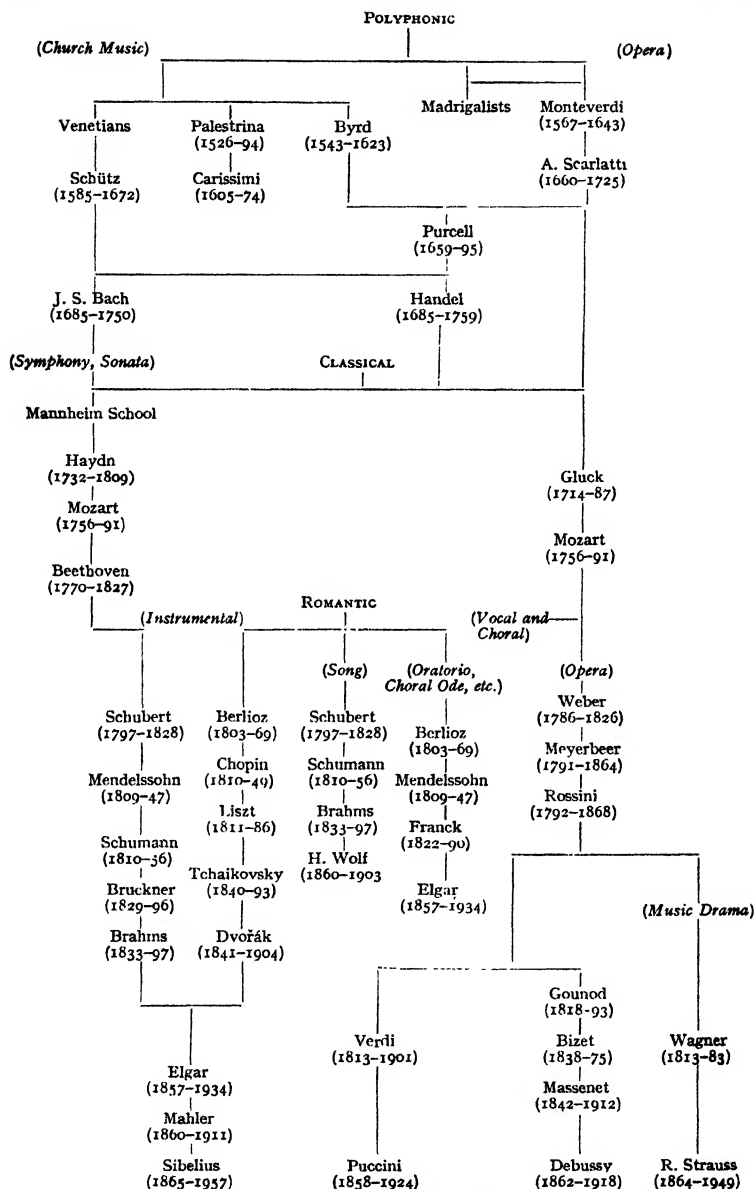 POLYPHONIC
(Church Music)
(Opera)
Madrigalists
Monteverdi
(1567–1643)
Venetians
Palestrina
(1526–94)
Byrd
(1543–1623)
A. Scarlatti
(1660–1725)
Schütz
(1585–1672)
Carissimi
(1605–74)
Purcell
(1659–95)
J. S. Bach
(1685–1750)
Handel
(1685–1759)
(Symphony, Sonata)
CLASSICAL
Mannheim School
Haydn
(1732–1809)
Mozart
(1756–91)
Beethoven
(1770–1827)
Gluck
(1714–87)
Mozart
(1756–91)
ROMANTIC
(Instrumental)
(Vocal and
Choral)
(Song)
(Oratorio,
Choral Ode, etc.)
(Opera)
Schubert
(1797–1828)
Mendelssohn
(1809–47)
Schumann
(1810–56)
Bruckner
(1829–96)
Brahms
(1833–97)
Berlioz
(1803–69)
Chopin
(1810–49)
Liszt
(1811–86)
Tchaikovsky
(1840–93)
Dvořák
(1841–1904)
Schubert
(1797–1828)
Schumann
(1810–56)
Brahms
(1833–97)
H. Wolf
(1860–1903
Berlioz
(1803–69)
Mendelssohn
(1809–47)
Franck
(1822–90)
Elgar
(1857–1934)
Weber
(1786–1826)
Meyerbeer
(1791–1864)
Rossini
(1792–1868)
(Music Drama)
Elgar
(1857–1934)
Mahler
(1860–1911)
Sibelius
(1865–1957)
Verdi
(1813–1901)
Puccini
(1858–1924)
Gounod
(1818–93)
Bizet
(1838–75)
Massenet
(1842–1912)
Debussy
(1862–1918)
Wagner
(1813–83)
R. Strauss
(1864–1949)